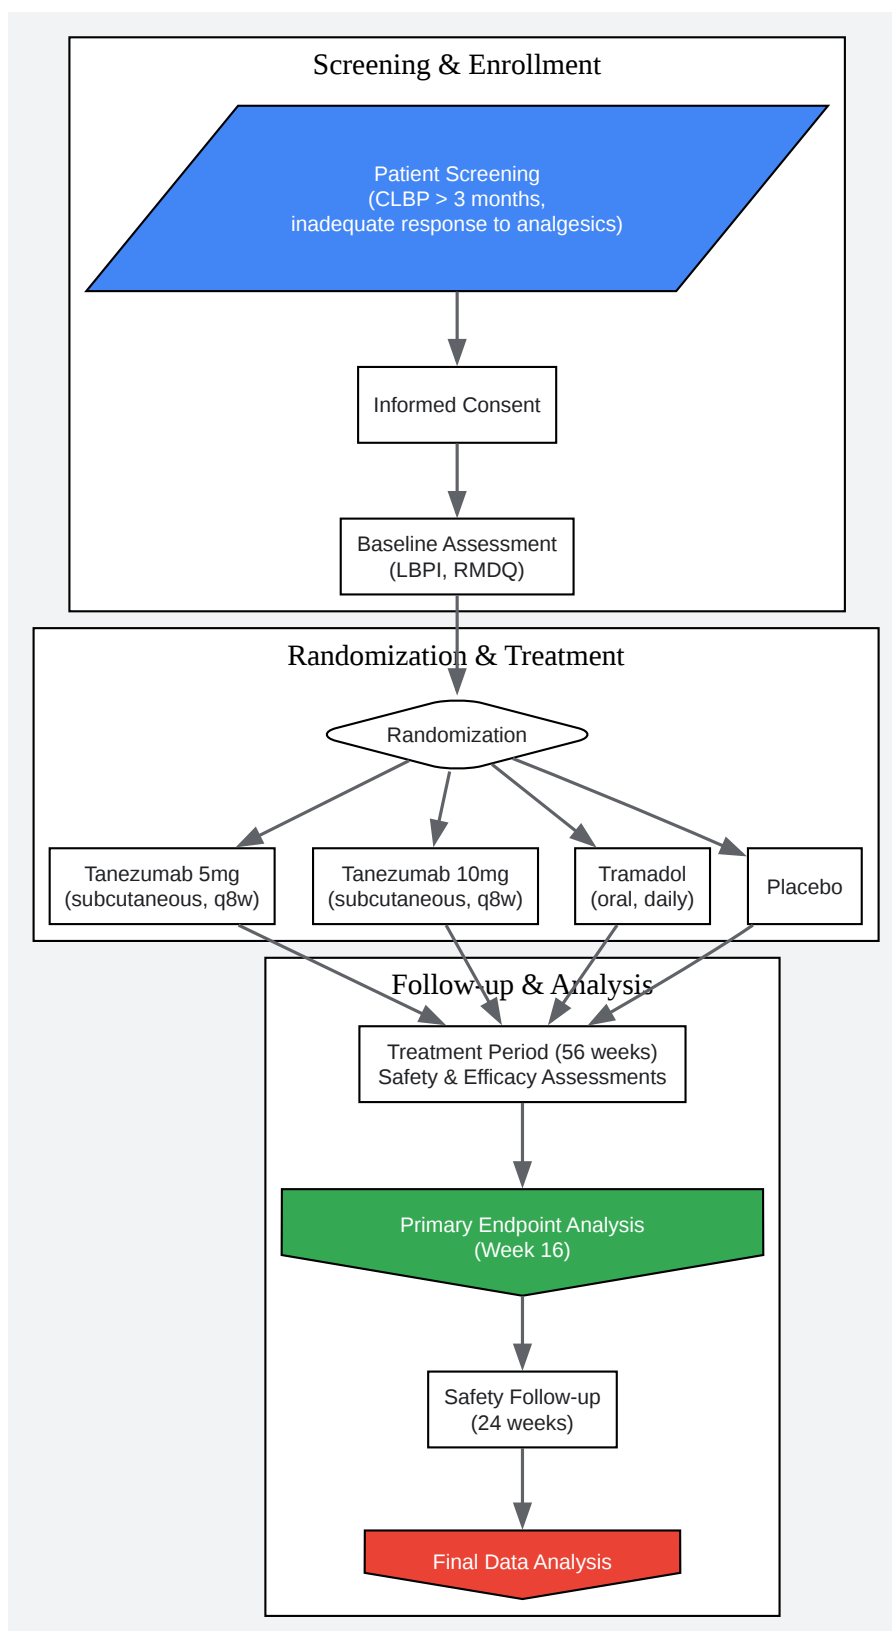 Screening & Enrollment
Patient Screening
(CLBP > 3 months,
inadequate response to analgesics)
Informed Consent
Baseline Assessment
(LBPI, RMDQ)
Randomization & Treatment
Randomization
Tanezumab 5mg
(subcutaneous, q8w)
Tanezumab 10mg
(subcutaneous, q8w)
Tramadol
(oral, daily)
Placebo
Follow-up & Analysis
Treatment Period (56 weeks)
Safety & Efficacy Assessments
Primary Endpoint Analysis
(Week 16)
Safety Follow-up
(24 weeks)
Final Data Analysis